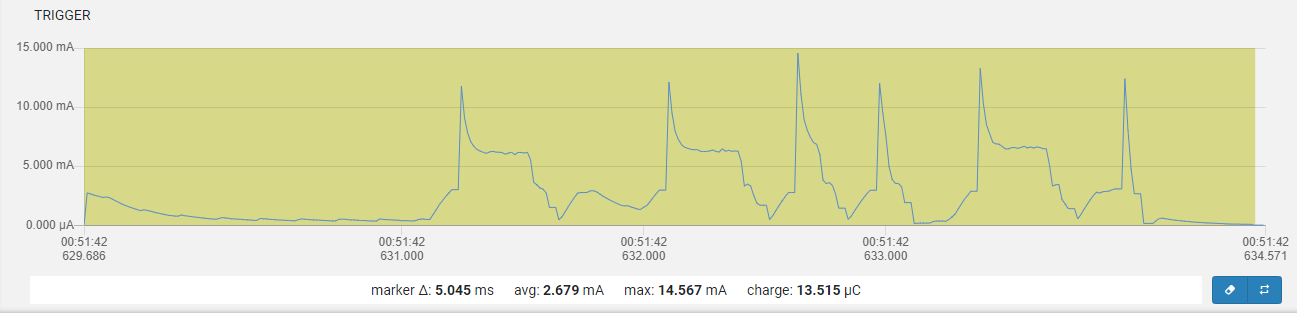 TRIGGER
15.000 mA
10.000 mA
5.000 mA
0.000 µA
00:51:42 00:51:42 00:51:42 00:51:42 00:51:42
629.686 631.000 632.000 633.000 634.571
marker Δ: 5.045 ms avg: 2.679 mA max: 14.567 mA charge: 13.515 µC